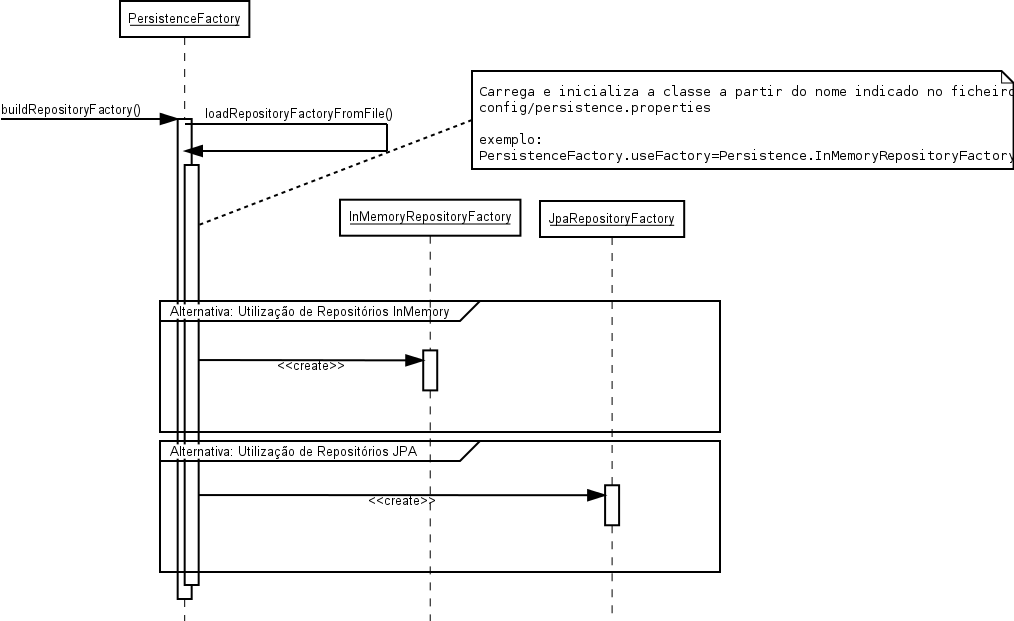 PersistenceFactory
Carrega e inicializa a classe a partir do nome indicado no ficheiro
config/persistence.properties
exemplo:
PersistenceFactory.useFactory=Persistence.InMemoryRepositoryFactory
buildRepositoryFactory()
loadRepositoryFactoryFromFile()
InMemoryRepositoryFactory
JpaRepositoryFactory
Alternativa: Utilização de Repositórios InMemory
<<create>>
Alternativa: Utilização de Repositórios JPA
<<create>>